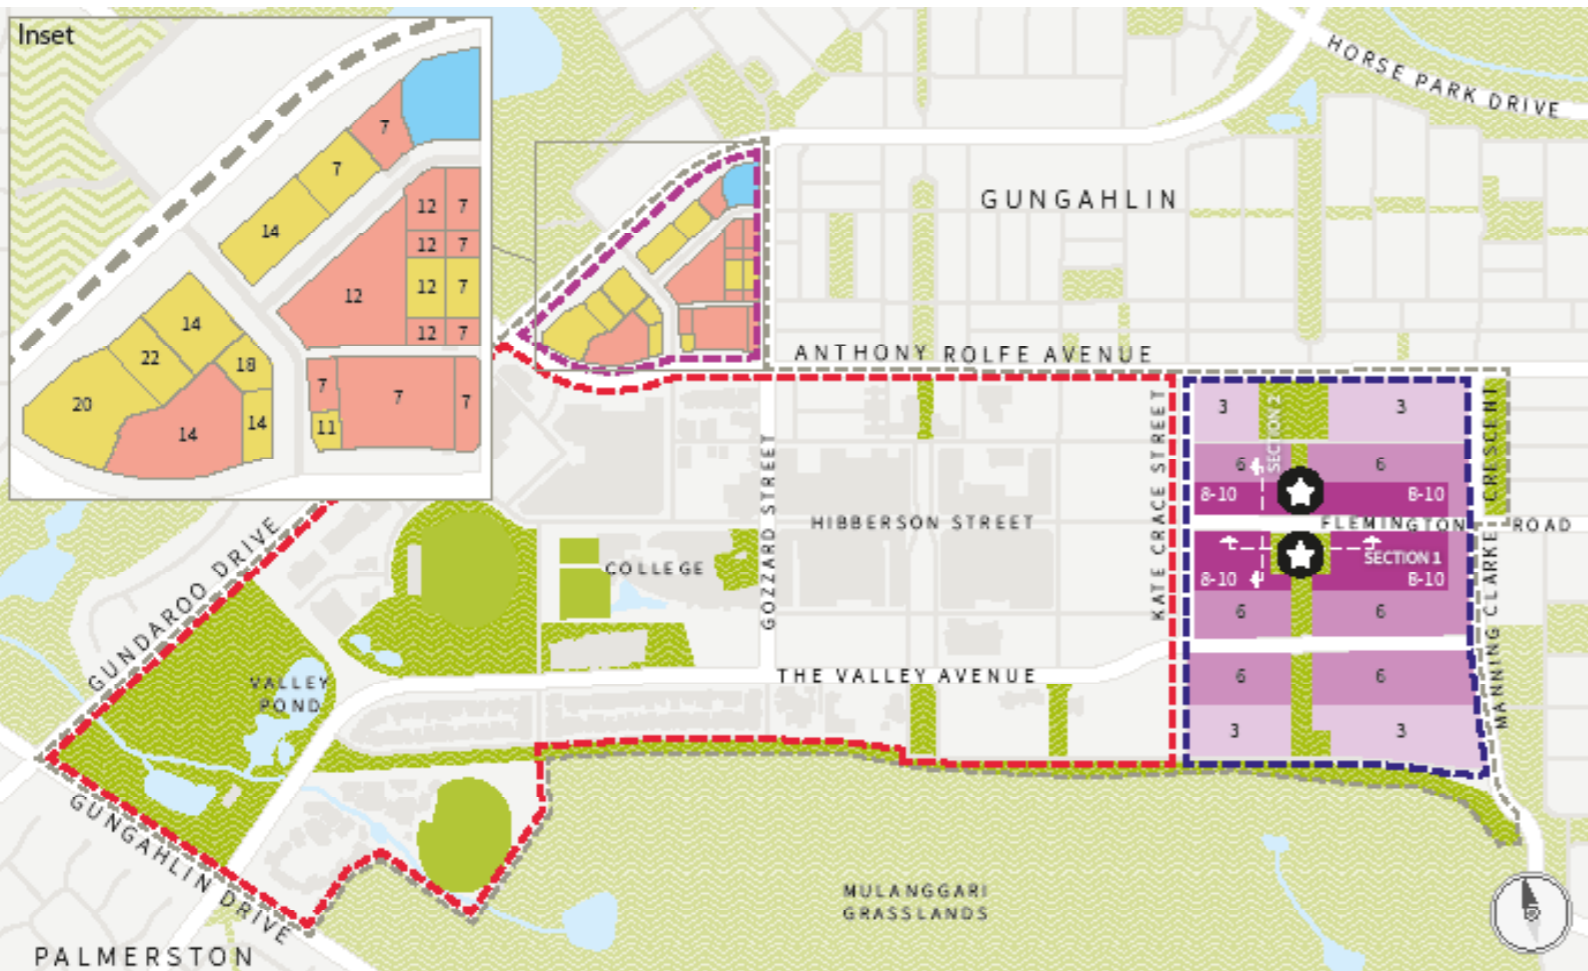 Inset
7
7
14
12 7
12 7
12
12 7
12 7
14
22
18
20
14
14
7
7
7
11
HORSE PARK DRIVE
GUNGAHLIN
ANTHONY ROLFE AVENUE
GOZZARD STREET
KATE CRACE STREET
HIBBERSON STREET
COLLEGE
GUNDAROO DRIVE
VALLEY
POND
THE VALLEY AVENUE
GUNGAHLIN DRIVE
PALMERSTON
MULANGGARI
GRASSLANDS
3
SECTION 2
3
6
6
8-10
8-10
FLEMINGTON ROAD
SECTION 1
8-10
8-10
6
6
6
6
3
3
MANNING CLARKE CRESCENT